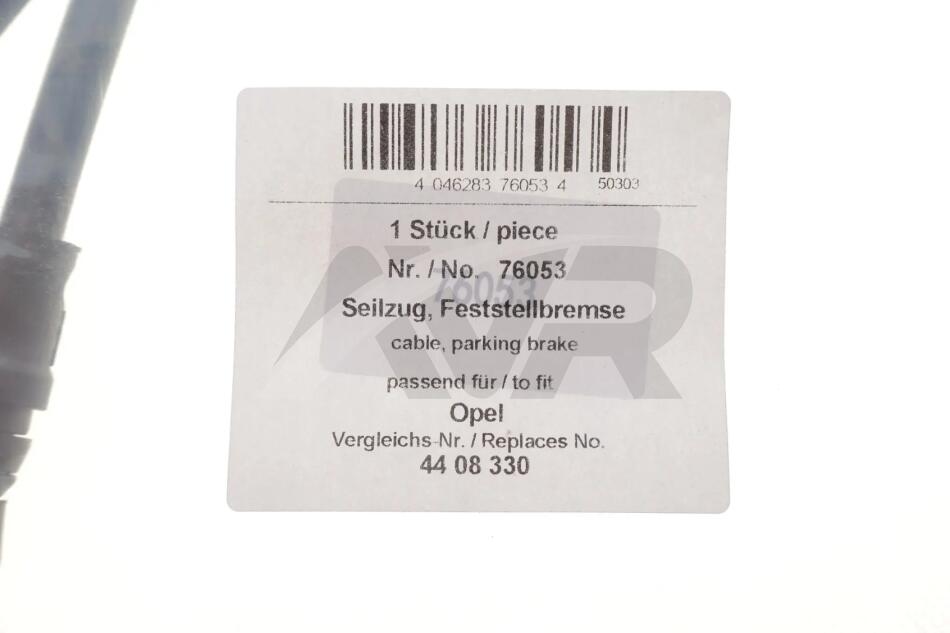 4 046283 76053 4 50303
1 Stück / piece
Nr. / No. 76053
76053
Seilzug, Feststellbremse
cable, parking brake
passend für / to fit
Opel
Vergleichs-Nr. / Replaces No.
44 08 330